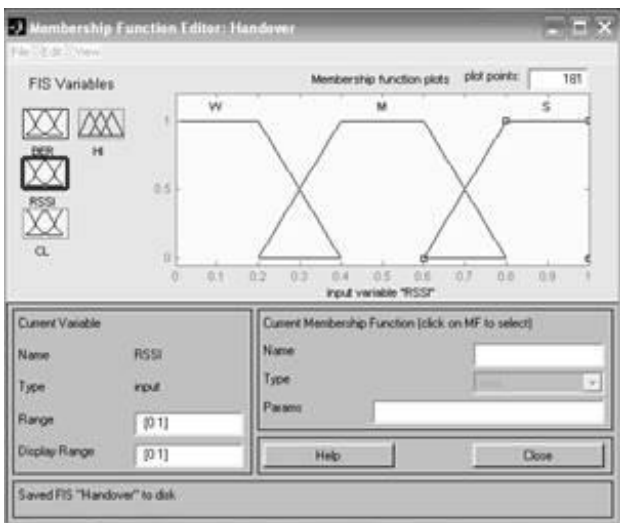 Membership Function Editor: Handover
File Edit View
FIS Variables
Membership function plots plot points: 181
BER HI
RSSI
CL
W M S
1
0.5
0
0 0.1 0.2 0.3 0.4 0.5 0.6 0.7 0.8 0.9 1
input variable "RSSI"
Current Variable
Name RSSI
Type input
Range [0 1]
Display Range [0 1]
Current Membership Function (click on MF to select)
Name
Type
Params
Help Close
Saved FIS "Handover" to disk